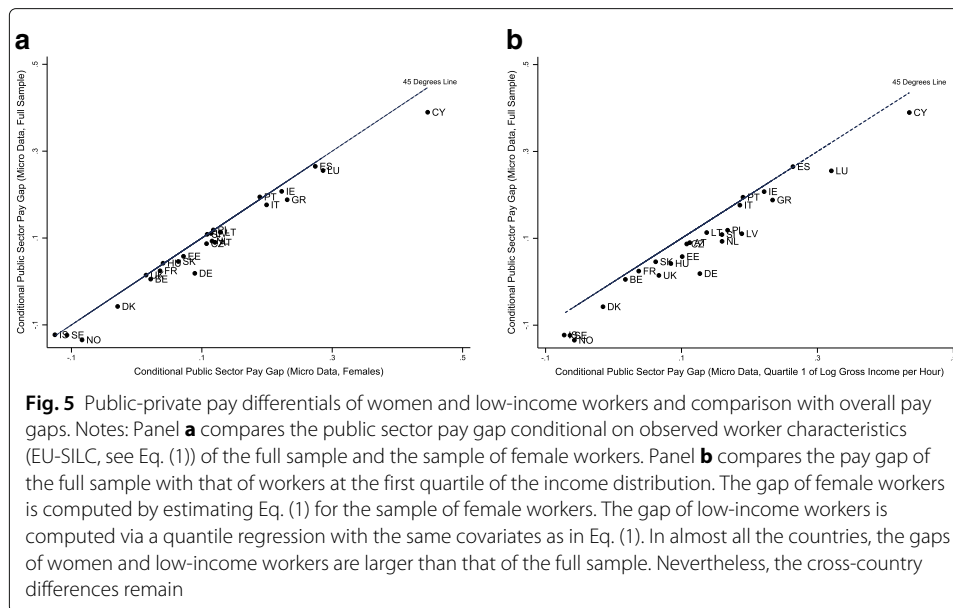 a
b
Conditional Public Sector Pay Gap (Micro Data, Full Sample)
.5
.3
.1
-.1
45 Degrees Line
CY
ES
LU
IE
PT
GR
IT
PL
LT
EE
SK
HU
FR
DE
UK
BE
DK
IS
SE
NO
-.1
.1
.3
.5
Conditional Public Sector Pay Gap (Micro Data, Females)
Conditional Public Sector Pay Gap (Micro Data, Full Sample)
.5
.3
.1
-.1
45 Degrees Line
CY
ES
LU
IE
PT
GR
IT
PL
LT
SI
LV
NL
AT
CZ
EE
SK
HU
FR
DE
UK
BE
DK
IS
SE
NO
-.1
.1
.3
.5
Conditional Public Sector Pay Gap (Micro Data, Quartile 1 of Log Gross Income per Hour)
Fig. 5 Public-private pay differentials of women and low-income workers and comparison with overall pay
gaps. Notes: Panel a compares the public sector pay gap conditional on observed worker characteristics
(EU-SILC, see Eq. (1)) of the full sample and the sample of female workers. Panel b compares the pay gap of
the full sample with that of workers at the first quartile of the income distribution. The gap of female workers
is computed by estimating Eq. (1) for the sample of female workers. The gap of low-income workers is
computed via a quantile regression with the same covariates as in Eq. (1). In almost all the countries, the gaps
of women and low-income workers are larger than that of the full sample. Nevertheless, the cross-country
differences remain